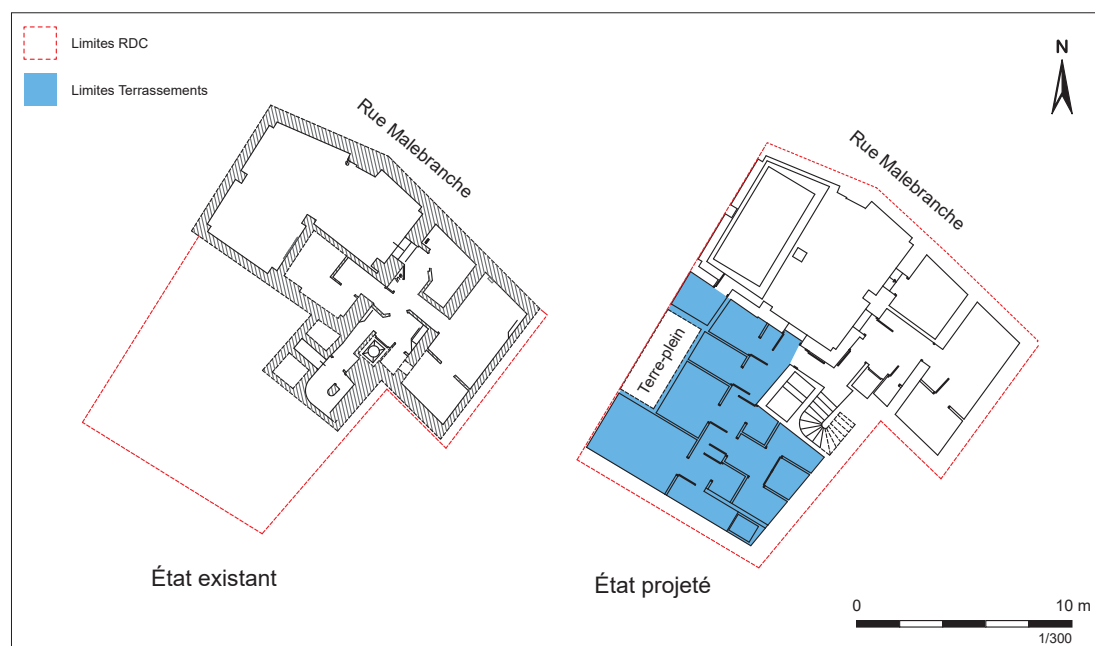 Limites RDC
Limites Terrassements
N
Rue Malebranche
Rue Malebranche
Terre-plein
État existant
État projeté
0
10 m
1/300